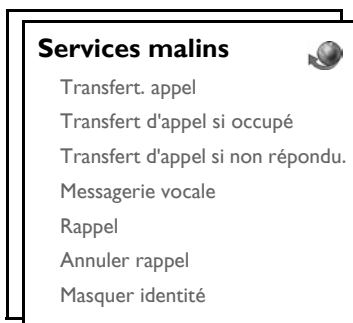 Services malins
Transfert. appel
Transfert d'appel si occupé
Transfert d'appel si non répondu.
Messagerie vocale
Rappel
Annuler rappel
Masquer identité